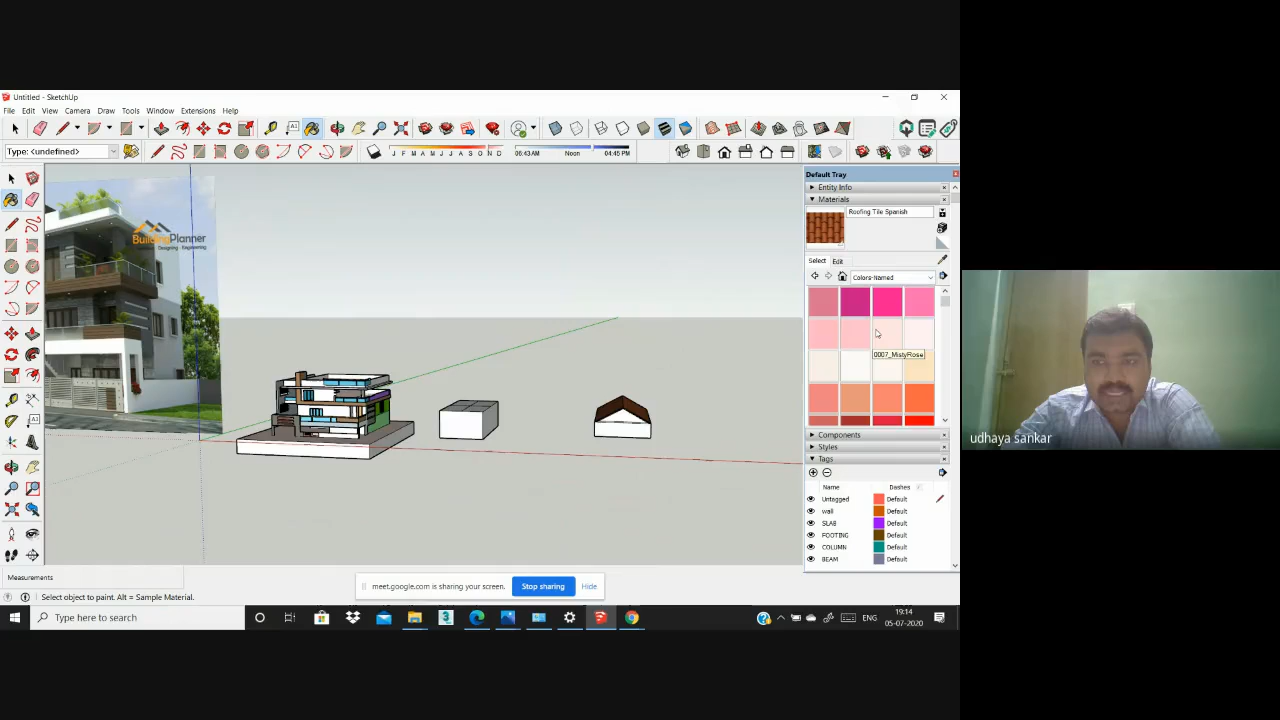 Untitled - SketchUp
File Edit View Camera Draw Tools Window Extensions Help
Type: <undefined>
J F M A M J J A S O N D
06:43 AM Noon 04:45 PM
Default Tray
Entity Info
Materials
Roofing Tile Spanish
Select Edit
Colors-Named
0007_MistyRose
Components
Styles
Tags
Name Dashes
Untagged Default
wall Default
SLAB Default
FOOTING Default
COLUMN Default
BEAM Default
BuildingPlanner
Measurements
Select object to paint. Alt = Sample Material.
meet.google.com is sharing your screen. Stop sharing Hide
Type here to search
ENG
19:14
05-07-2020
udhaya sankar